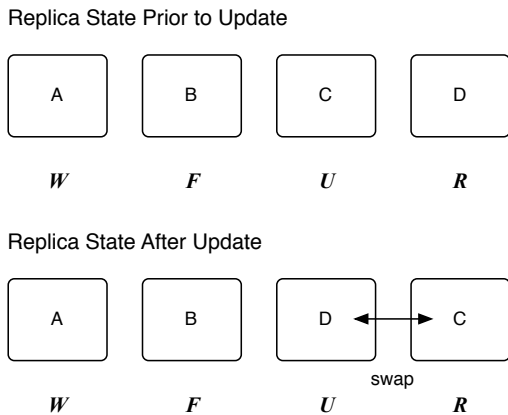 Replica State Prior to Update
A B C D
W F U R
Replica State After Update
A B D C
swap
W F U R